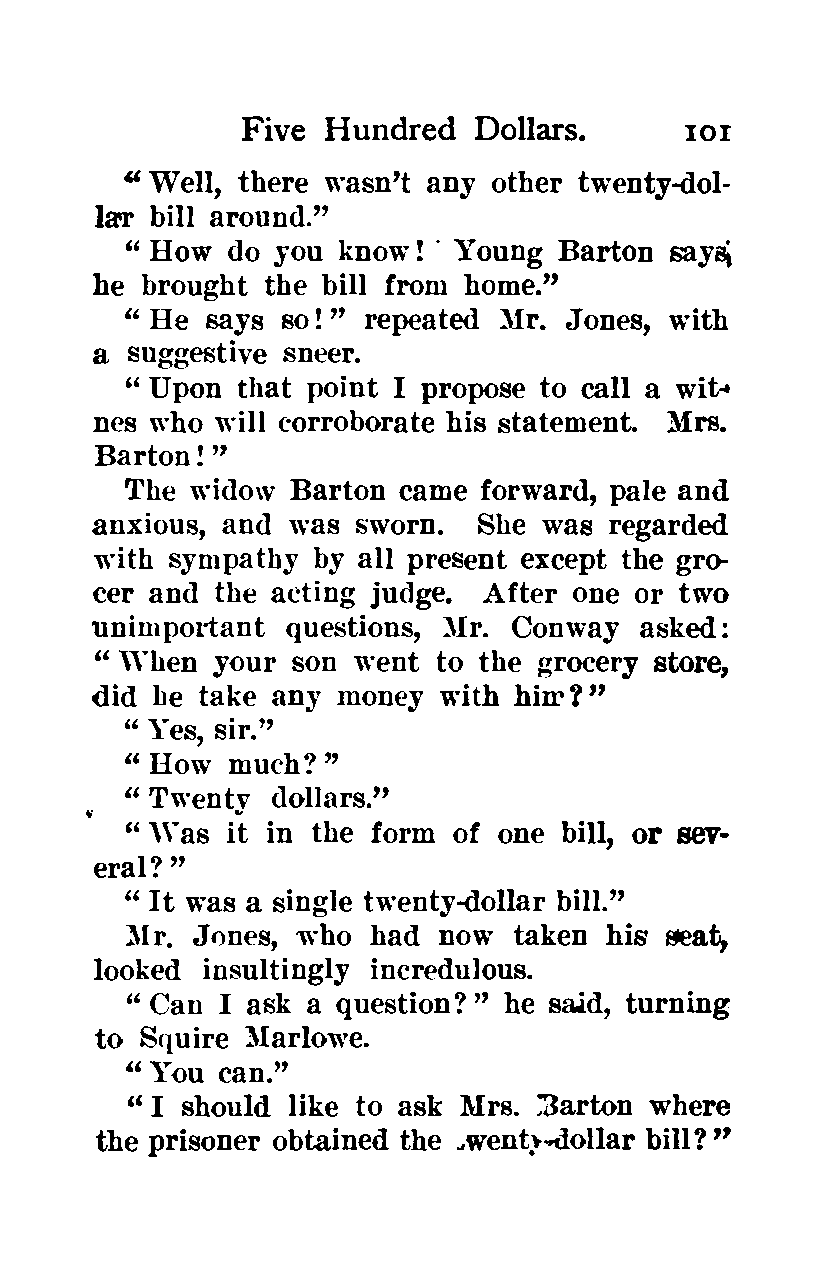 Five Hundred Dollars. 101
“Well, there wasn’t any other twenty-dol-
lar bill around.”
“How do you know! Young Barton says
he brought the bill from home.”
“He says so!” repeated Mr. Jones, with
a suggestive sneer.
“Upon that point I propose to call a wit-
nes who will corroborate his statement. Mrs.
Barton!”
The widow Barton came forward, pale and
anxious, and was sworn. She was regarded
with sympathy by all present except the gro-
cer and the acting judge. After one or two
unimportant questions, Mr. Conway asked:
“When your son went to the grocery store,
did he take any money with him?”
“Yes, sir.”
“How much?”
“Twenty dollars.”
“Was it in the form of one bill, or sev-
eral?”
“It was a single twenty-dollar bill.”
Mr. Jones, who had now taken his seat,
looked insultingly incredulous.
“Can I ask a question?” he said, turning
to Squire Marlowe.
“You can.”
“I should like to ask Mrs. Barton where
the prisoner obtained the twenty-dollar bill?”